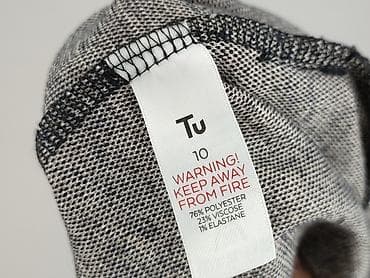 Tu
10
WARNING!
KEEP AWAY
FROM FIRE
76% POLYESTER
23% VISCOSE
1% ELASTANE